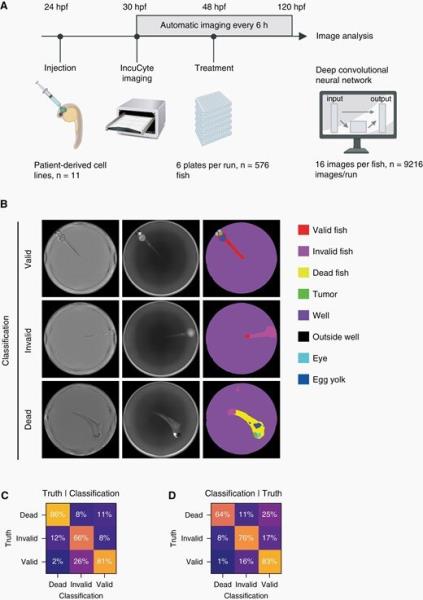 A
24 hpf
30 hpf
48 hpf
120 hpf
Automatic imaging every 6 h
Image analysis
Injection
IncuCyte
imaging
Treatment
Deep convolutional
neural network
input
output
Patient-derived cell
lines, n = 11
6 plates per run, n = 576
fish
16 images per fish, n = 9216
images/run
B
Classification
Valid
Invalid
Dead
Valid fish
Invalid fish
Dead fish
Tumor
Well
Outside well
Eye
Egg yolk
C
Truth | Classification
Truth
Dead
86%
8%
11%
Invalid
12%
66%
8%
Valid
2%
26%
81%
Dead
Invalid
Valid
Classification
D
Classification | Truth
Truth
Dead
64%
11%
25%
Invalid
8%
76%
17%
Valid
1%
16%
83%
Dead
Invalid
Valid
Classification